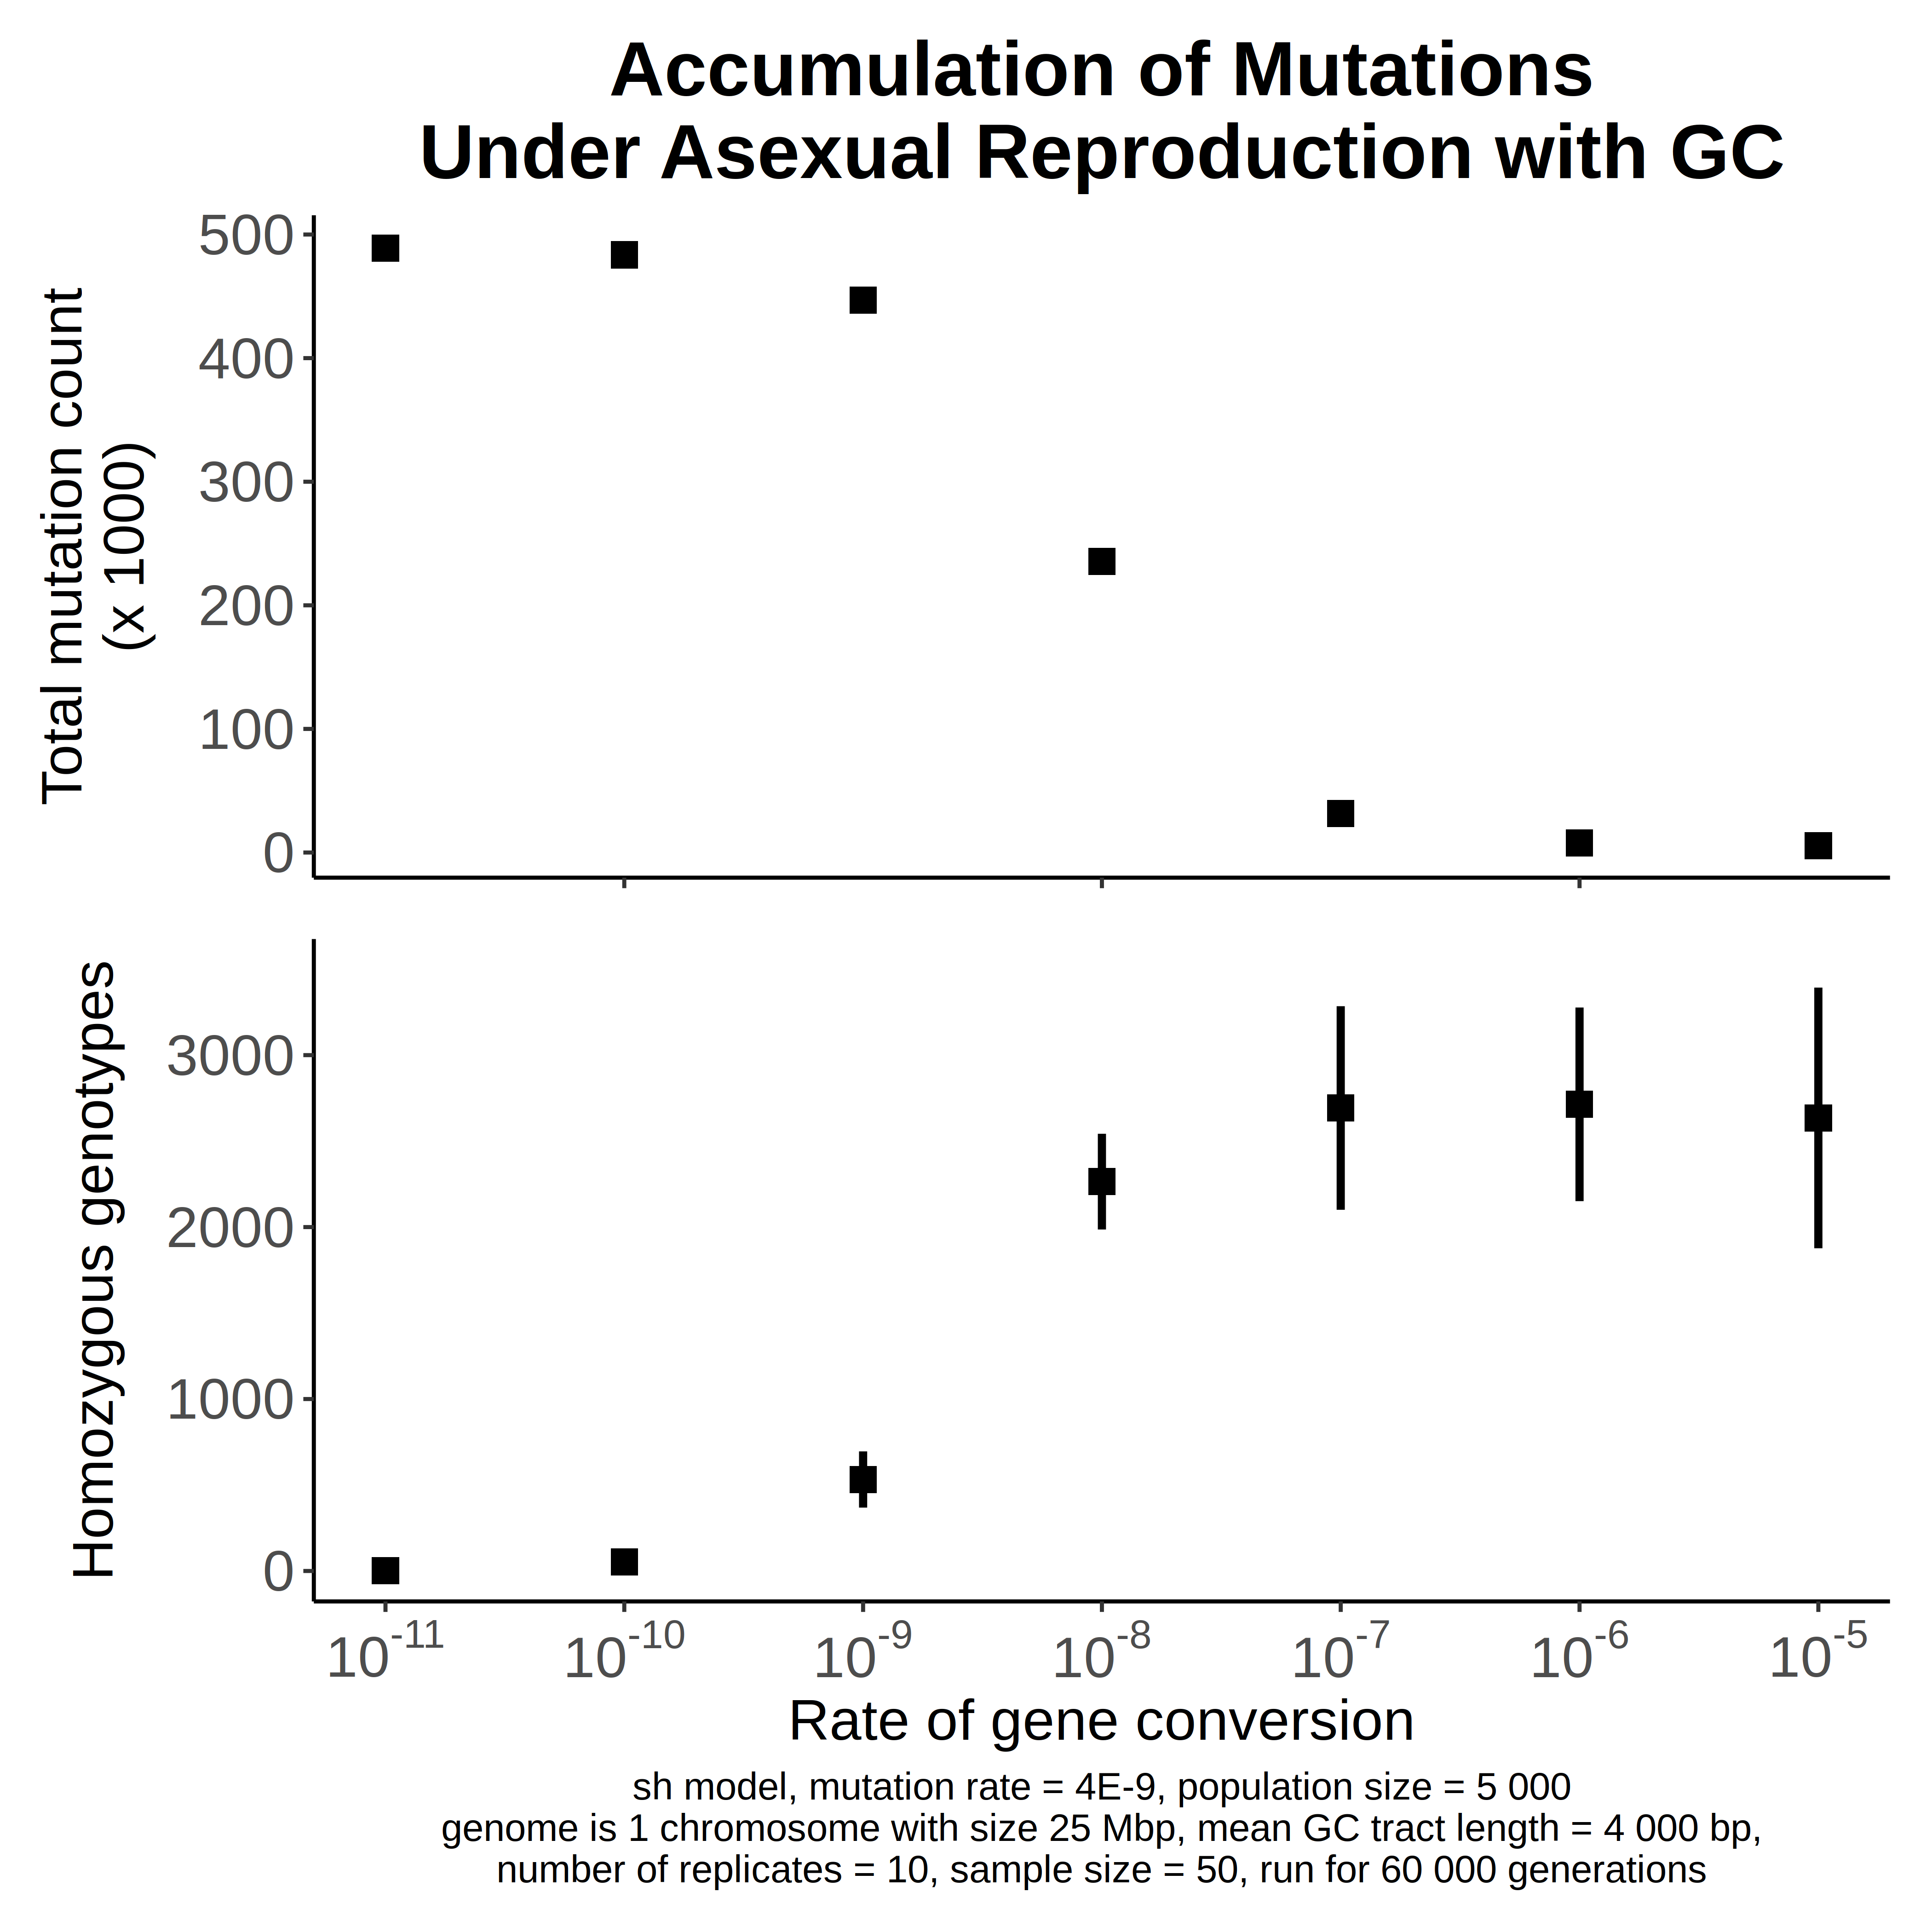 Accumulation of Mutations
Under Asexual Reproduction with GC
Total mutation count
(x 1000)
500
400
300
200
100
0
Homozygous genotypes
3000
2000
1000
0
10-11 10-10 10-9 10-8 10-7 10-6 10-5
Rate of gene conversion
sh model, mutation rate = 4E-9, population size = 5 000
genome is 1 chromosome with size 25 Mbp, mean GC tract length = 4 000 bp,
number of replicates = 10, sample size = 50, run for 60 000 generations